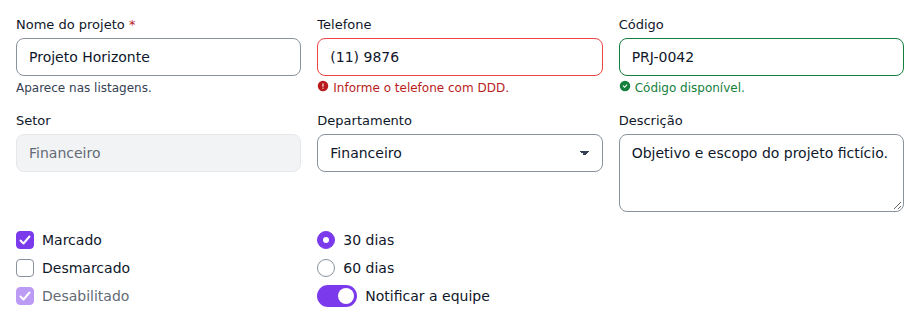 Nome do projeto *
Telefone
Código
Projeto Horizonte
(11) 9876
PRJ-0042
Aparece nas listagens.
Informe o telefone com DDD.
Código disponível.
Setor
Departamento
Descrição
Financeiro
Financeiro
Objetivo e escopo do projeto fictício.
Marcado
30 dias
Desmarcado
60 dias
Desabilitado
Notificar a equipe